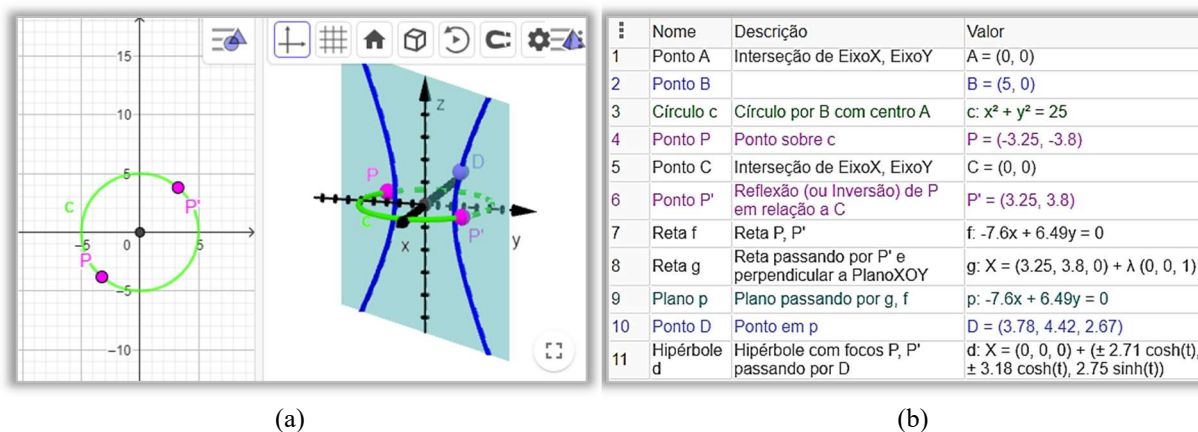 15
10
5
c
P'
-5
0
5
P
-5
-10
z
P
D
c
P'
x
y
Nome Descrição Valor
1 Ponto A Interseção de EixoX, EixoY A = (0, 0)
2 Ponto B B = (5, 0)
3 Círculo c Círculo por B com centro A c: x² + y² = 25
4 Ponto P Ponto sobre c P = (-3.25, -3.8)
5 Ponto C Interseção de EixoX, EixoY C = (0, 0)
6 Ponto P' Reflexão (ou Inversão) de P em relação a C P' = (3.25, 3.8)
7 Reta f Reta P, P' f: -7.6x + 6.49y = 0
8 Reta g Reta passando por P' e perpendicular a PlanoXOY g: X = (3.25, 3.8, 0) + λ (0, 0, 1)
9 Plano p Plano passando por g, f p: -7.6x + 6.49y = 0
10 Ponto D Ponto em p D = (3.78, 4.42, 2.67)
11 Hipérbole d Hipérbole com focos P, P' passando por D d: X = (0, 0, 0) + (± 2.71 cosh(t), ± 3.18 cosh(t), 2.75 sinh(t))
(a)
(b)